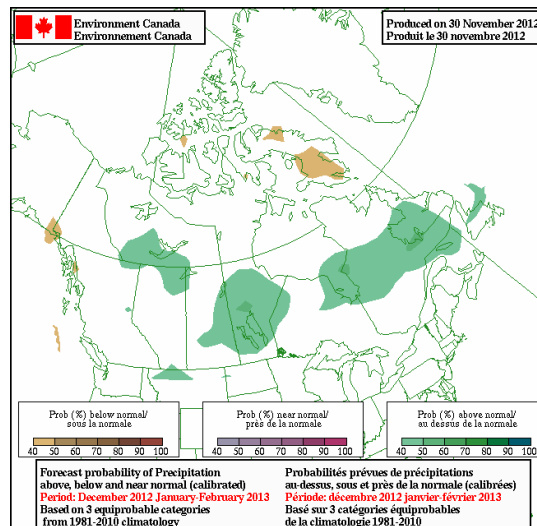 Environment Canada
Environnement Canada
Produced on 30 November 2012
Produit le 30 novembre 2012
Prob (%) below normal/
sous la normale
40 50 60 70 80 90 100
Prob (%) near normal/
près de la normale
40 50 60 70 80 90 100
Prob (%) above normal/
au dessus de la normale
40 50 60 70 80 90 100
Forecast probability of Precipitation
above, below and near normal (calibrated)
Period: December 2012 January-February 2013
Based on 3 equiprobable categories
from 1981-2010 climatology
Probabilités prévues de précipitations
au-dessus, sous et près de la normale (calibrées)
Période: décembre 2012 janvier-février 2013
Basé sur 3 catégories équiprobables
de la climatologie 1981-2010